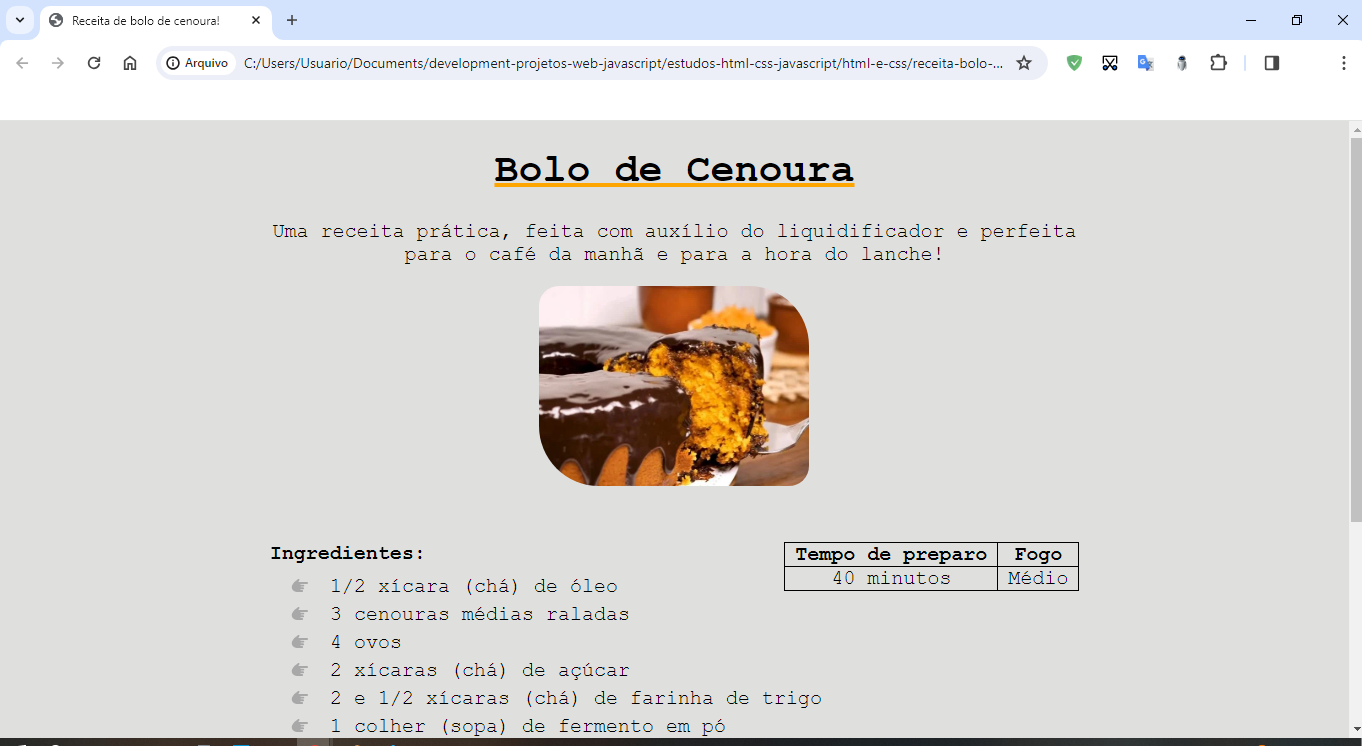 Receita de bolo de cenoura!
Arquivo
C:/Users/Usuario/Documents/development-projetos-web-javascript/estudos-html-css-javascript/html-e-css/receita-bolo-...
Bolo de Cenoura
Uma receita prática, feita com auxílio do liquidificador e perfeita
para o café da manhã e para a hora do lanche!
Ingredientes:
Tempo de preparo Fogo
40 minutos Médio
1/2 xícara (chá) de óleo
3 cenouras médias raladas
4 ovos
2 xícaras (chá) de açúcar
2 e 1/2 xícaras (chá) de farinha de trigo
1 colher (sopa) de fermento em pó